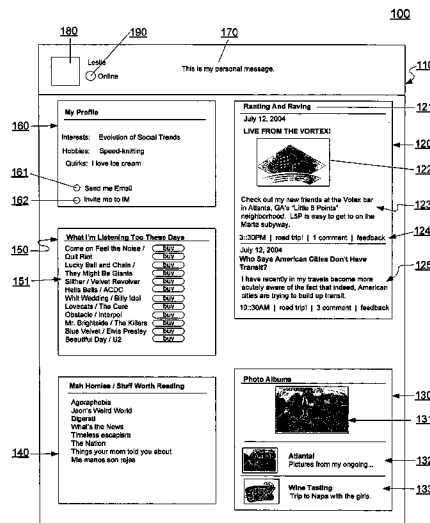 100
180
190
170
Leslie
Online
This is my personal message.
110
My Profile
160
Interests: Evolution of Social Trends
Hobbies: Speed-knitting
Quirks: I love Ice cream
161
Send me Email
162
Invite me to IM
Ranting And Raving
121
July 12, 2004
120
LIVE FROM THE VORTEX!
122
Check out my new friends at the Votex bar
in Atlanta, GA's "Little 5 Points"
neighborhood. L5P is easy to get to on the
Marta subyway.
123
3:30PM | road trip! | 1 comment | feedback
124
July 12, 2004
Who Says American Cities Don't Have
Transit?
125
I have recently in my travels become more
acutely aware of the fact that indeed, American
cities are trying to build up transit.
10::30AM | road trip! | 3 comment | feedback
150
What I'm Listening Too These Days
Come on Feel the Noise / buy
Quit Riot
Lucky Ball and Chain / buy
They Might Be Giants
151
Slither / Velvet Revolver buy
Hells Bells / ACDC buy
Whit Wedding / Billy Idol buy
Lovecats / The Cure buy
Obstacle / Interpol buy
Mr. Brightside / The Killers buy
Blue Velvet / Elvis Presley buy
Beautiful Day / U2 buy
Mah Homies / Stuff Worth Reading
Agoraphobia
Jaon's Weird World
Digerati
What's the News
Timeless escapism
The Nation
140
Things your mom told you about
Mis manos son rojas
Photo Albums
130
131
Atlanta!
132
Pictures from my ongoing...
Wine Tasting
133
Trip to Napa with the girls.